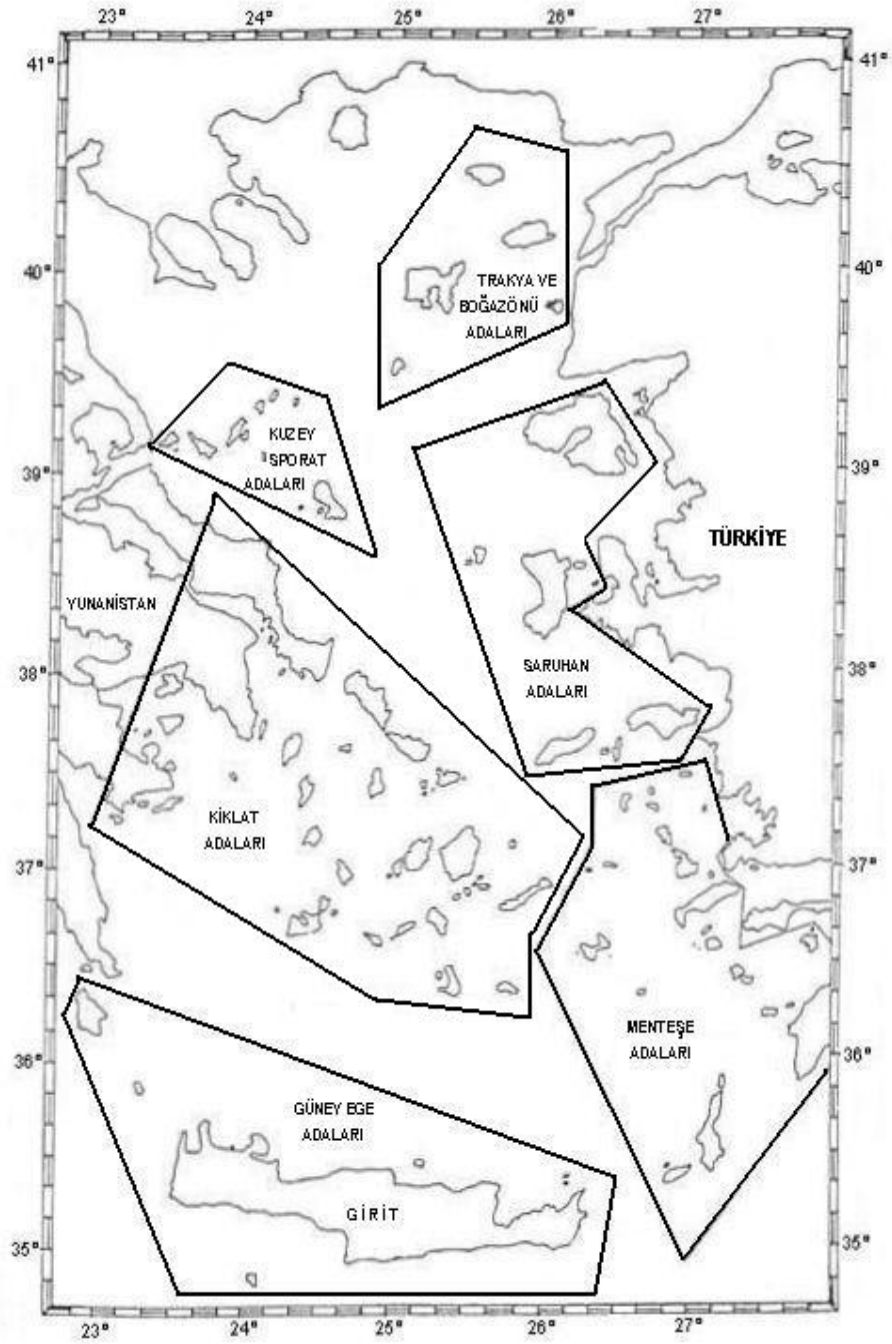 23° 24° 25° 26° 27°
41° 41°
TRAKYA VE
BOĞAZÖNÜ
ADALARI
40° 40°
KUZEY
SPORAT
ADALARI
39° 39°
TÜRKİYE
YUNANİSTAN
38° 38°
SARUHAN
ADALARI
KİKLAT
ADALARI
37° 37°
MENTEŞE
ADALARI
36° 36°
GÜNEY EGE
ADALARI
GİRİT
35° 35°
23° 24° 25° 26° 27°